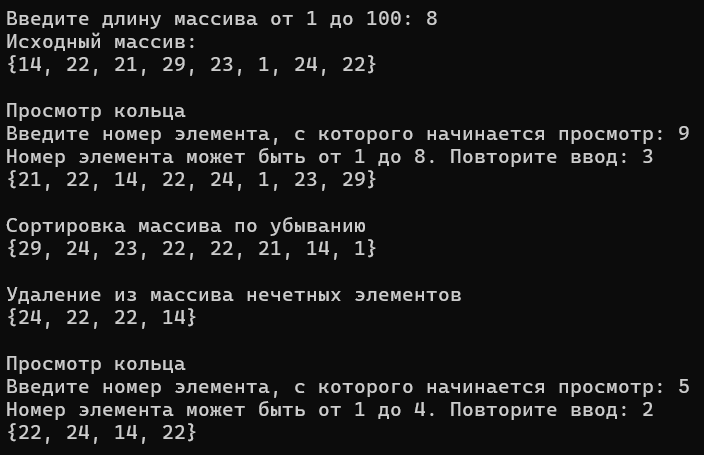 Введите длину массива от 1 до 100: 8
Исходный массив:
{14, 22, 21, 29, 23, 1, 24, 22}
Просмотр кольца
Введите номер элемента, с которого начинается просмотр: 9
Номер элемента может быть от 1 до 8. Повторите ввод: 3
{21, 22, 14, 22, 24, 1, 23, 29}
Сортировка массива по убыванию
{29, 24, 23, 22, 22, 21, 14, 1}
Удаление из массива нечетных элементов
{24, 22, 22, 14}
Просмотр кольца
Введите номер элемента, с которого начинается просмотр: 5
Номер элемента может быть от 1 до 4. Повторите ввод: 2
{22, 24, 14, 22}